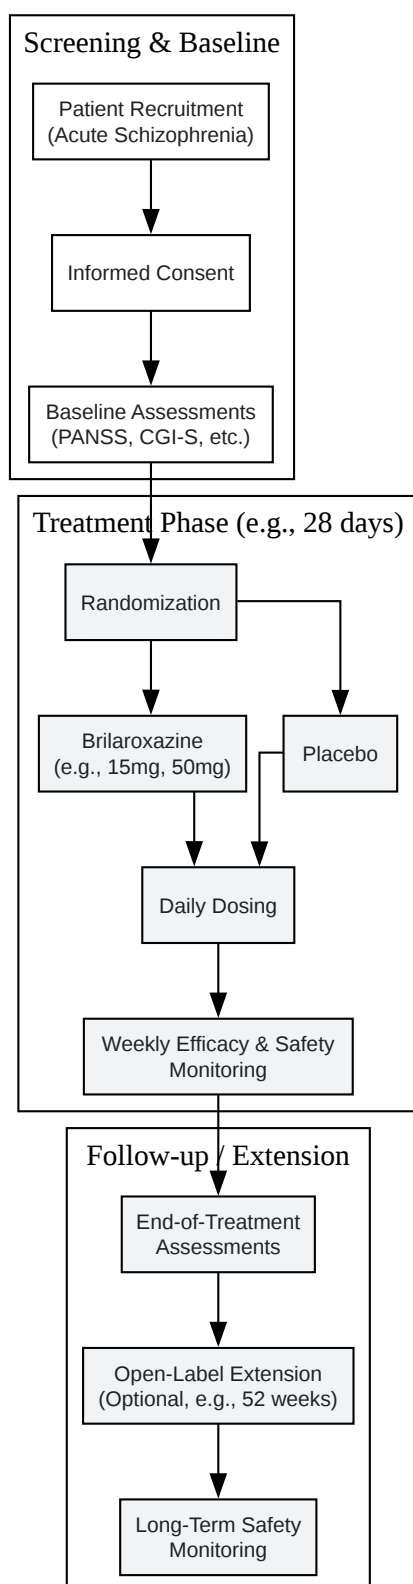 Screening & Baseline
Patient Recruitment
(Acute Schizophrenia)
Informed Consent
Baseline Assessments
(PANSS, CGI-S, etc.)
Treatment Phase (e.g., 28 days)
Randomization
Brilaroxazine
(e.g., 15mg, 50mg)
Placebo
Daily Dosing
Weekly Efficacy & Safety
Monitoring
Follow-up / Extension
End-of-Treatment
Assessments
Open-Label Extension
(Optional, e.g., 52 weeks)
Long-Term Safety
Monitoring